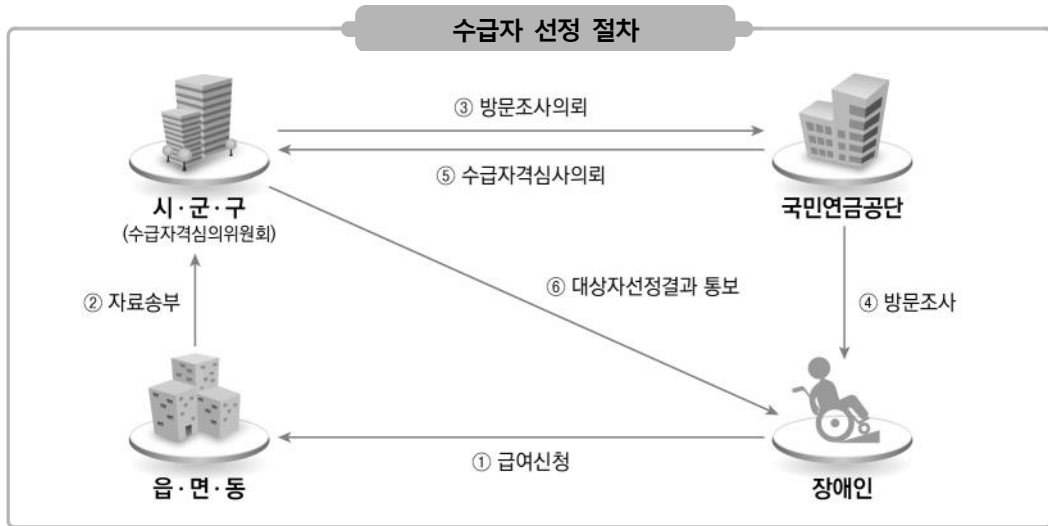 수급자 선정 절차
③ 방문조사의뢰
⑤ 수급자격심사의뢰
시·군·구
(수급자격심의위원회)
국민연금공단
② 자료송부
⑥ 대상자선정결과 통보
④ 방문조사
① 급여신청
읍·면·동
장애인